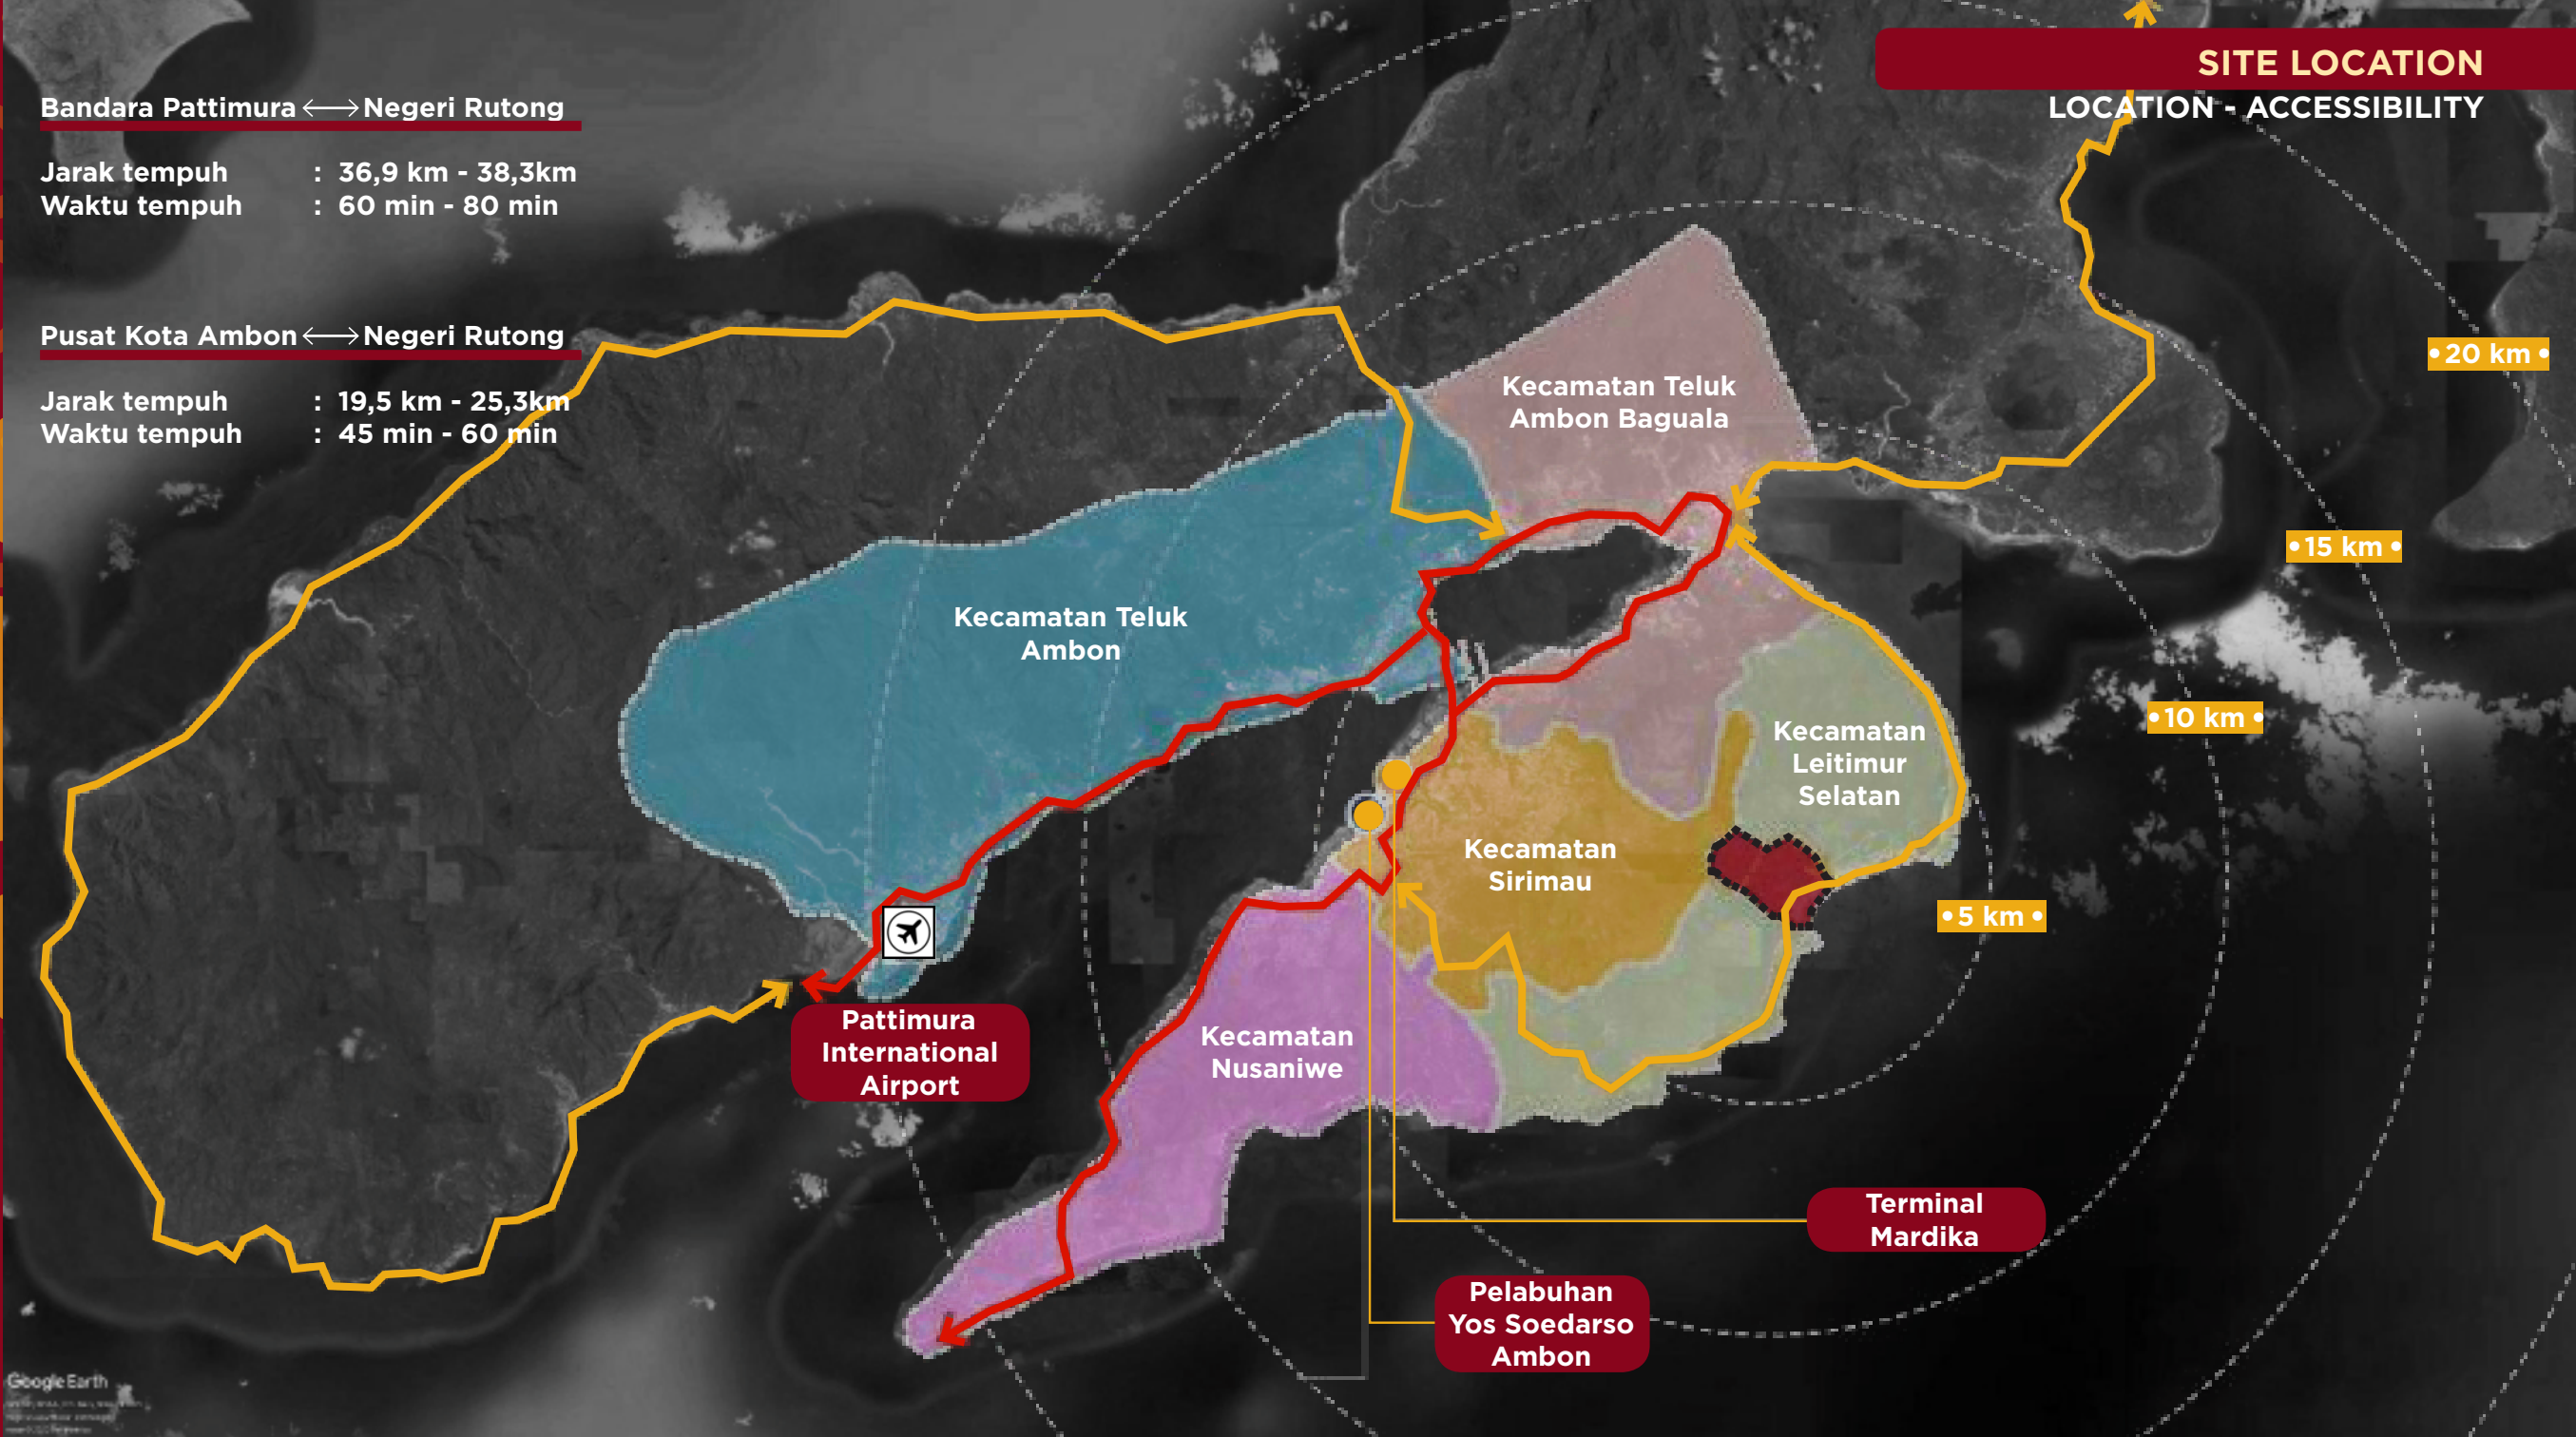 SITE LOCATION
LOCATION - ACCESSIBILITY
Bandara Pattimura ⟷ Negeri Rutong
Jarak tempuh : 36,9 km - 38,3km
Waktu tempuh : 60 min - 80 min
Pusat Kota Ambon ⟷ Negeri Rutong
Jarak tempuh : 19,5 km - 25,3km
Waktu tempuh : 45 min - 60 min
Kecamatan Teluk
Ambon Baguala
Kecamatan Teluk
Ambon
Kecamatan
Leitimur
Selatan
Kecamatan
Sirimau
Kecamatan
Nusaniwe
• 20 km •
• 15 km •
• 10 km •
• 5 km •
Pattimura
International
Airport
Terminal
Mardika
Pelabuhan
Yos Soedarso
Ambon
Google Earth